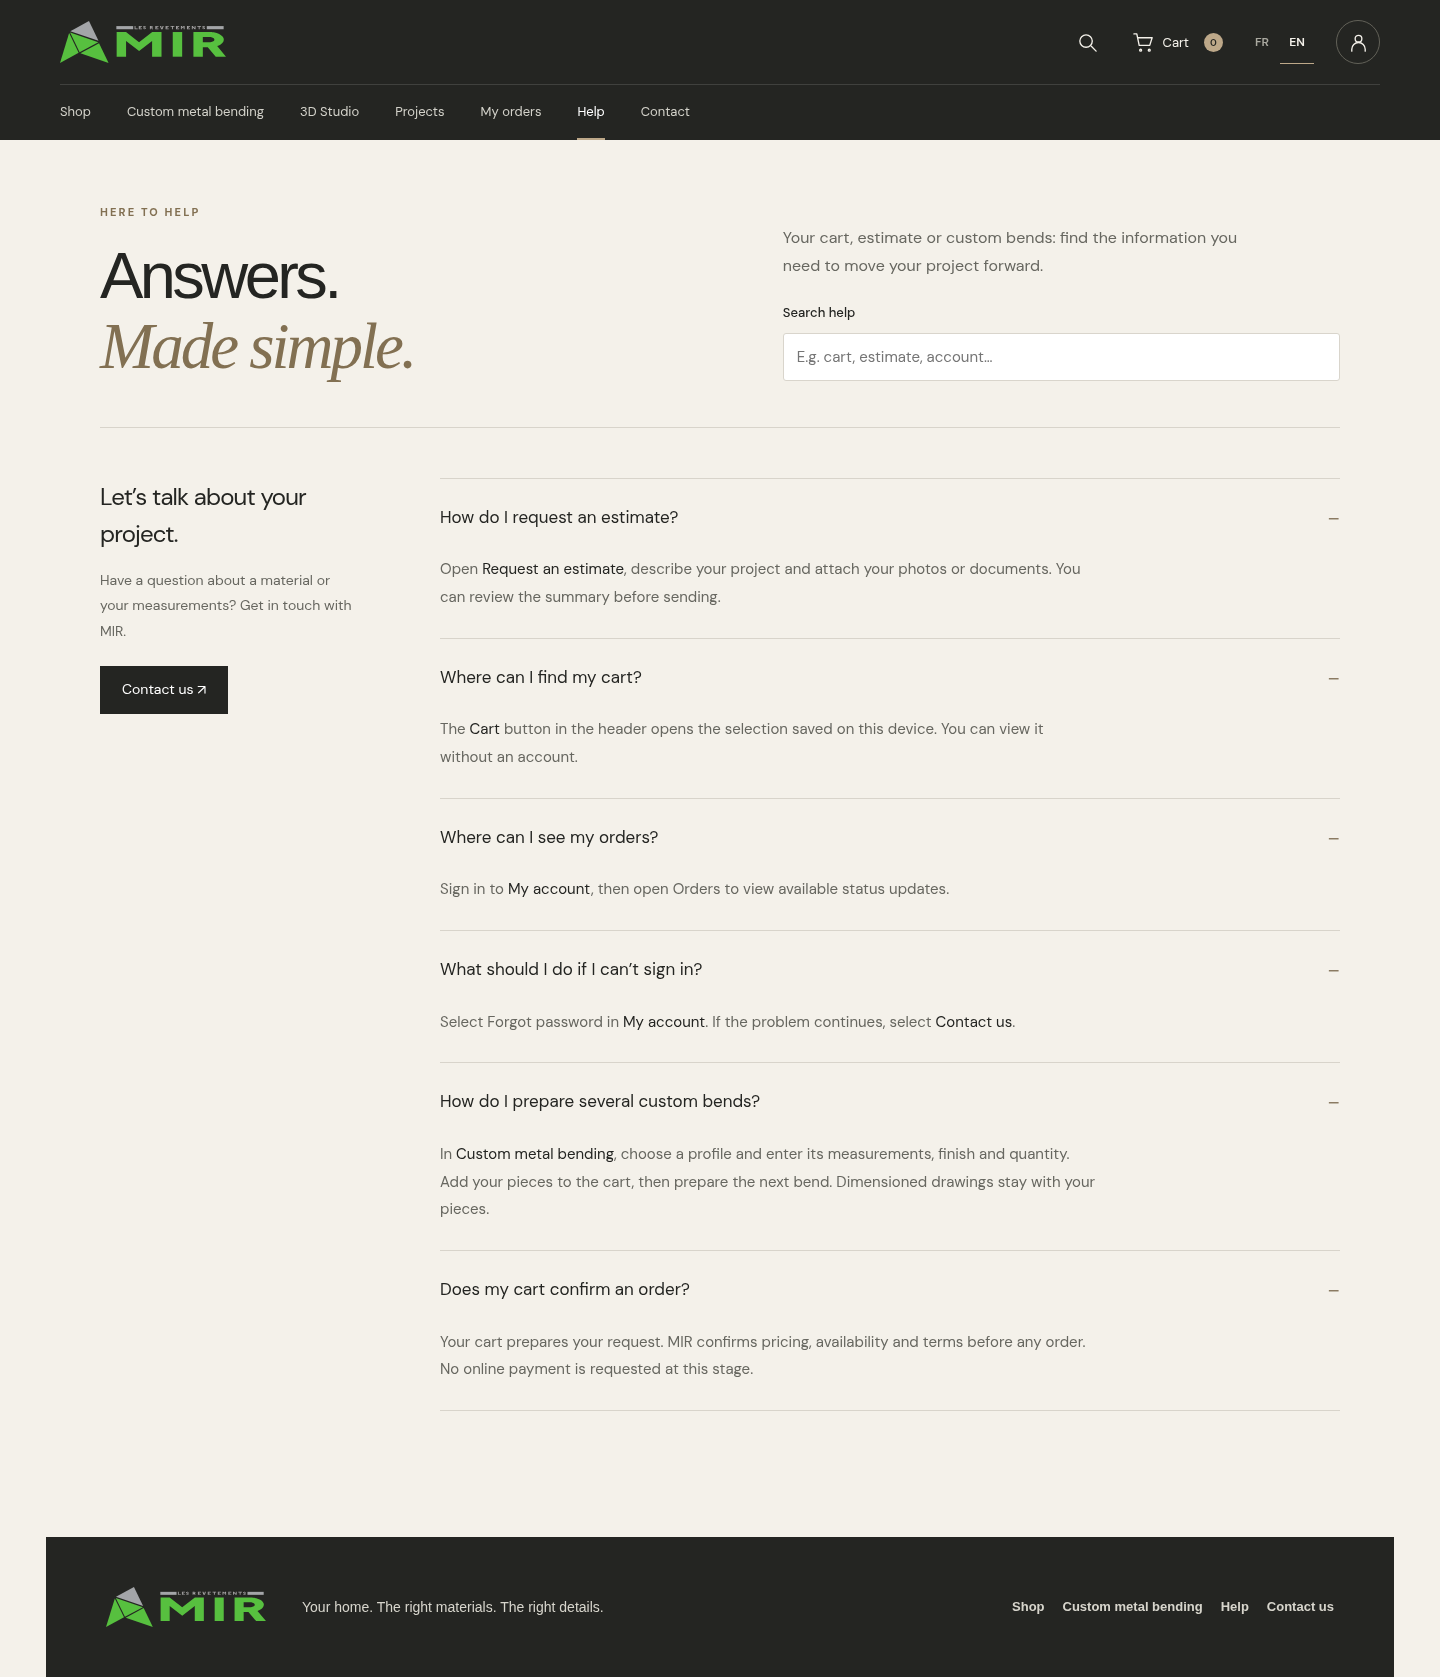 LES REVETEMENTS
MIR
Cart 0 FR EN
Shop Custom metal bending 3D Studio Projects My orders Help Contact
HERE TO HELP
Answers.
Made simple.
Your cart, estimate or custom bends: find the information you
need to move your project forward.
Search help
E.g. cart, estimate, account…
Let’s talk about your
project.
Have a question about a material or
your measurements? Get in touch with
MIR.
Contact us
How do I request an estimate?
Open Request an estimate, describe your project and attach your photos or documents. You
can review the summary before sending.
Where can I find my cart?
The Cart button in the header opens the selection saved on this device. You can view it
without an account.
Where can I see my orders?
Sign in to My account, then open Orders to view available status updates.
What should I do if I can’t sign in?
Select Forgot password in My account. If the problem continues, select Contact us.
How do I prepare several custom bends?
In Custom metal bending, choose a profile and enter its measurements, finish and quantity.
Add your pieces to the cart, then prepare the next bend. Dimensioned drawings stay with your
pieces.
Does my cart confirm an order?
Your cart prepares your request. MIR confirms pricing, availability and terms before any order.
No online payment is requested at this stage.
LES REVETEMENTS
MIR
Your home. The right materials. The right details.
Shop Custom metal bending Help Contact us